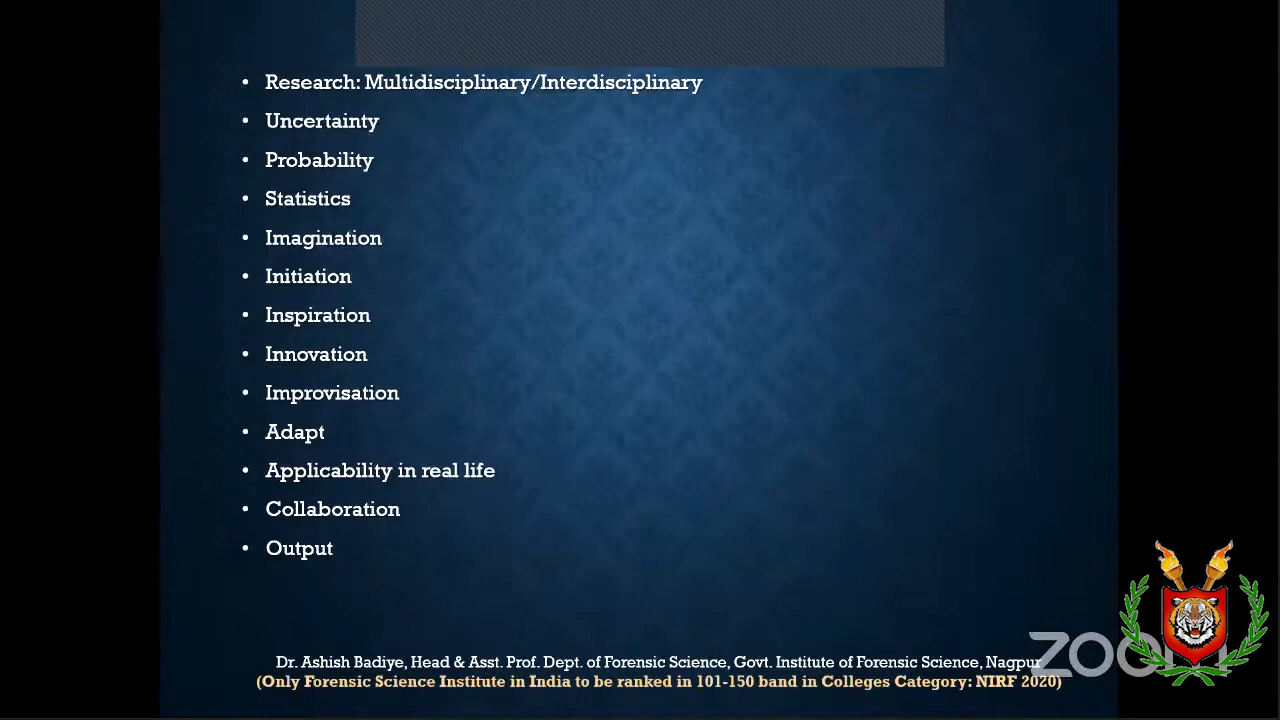 • Research: Multidisciplinary/Interdisciplinary
• Uncertainty
• Probability
• Statistics
• Imagination
• Initiation
• Inspiration
• Innovation
• Improvisation
• Adapt
• Applicability in real life
• Collaboration
• Output
Dr. Ashish Badiye, Head & Asst. Prof. Dept. of Forensic Science, Govt. Institute of Forensic Science, Nagpur
(Only Forensic Science Institute in India to be ranked in 101-150 band in Colleges Category: NIRF 2020)
zoom